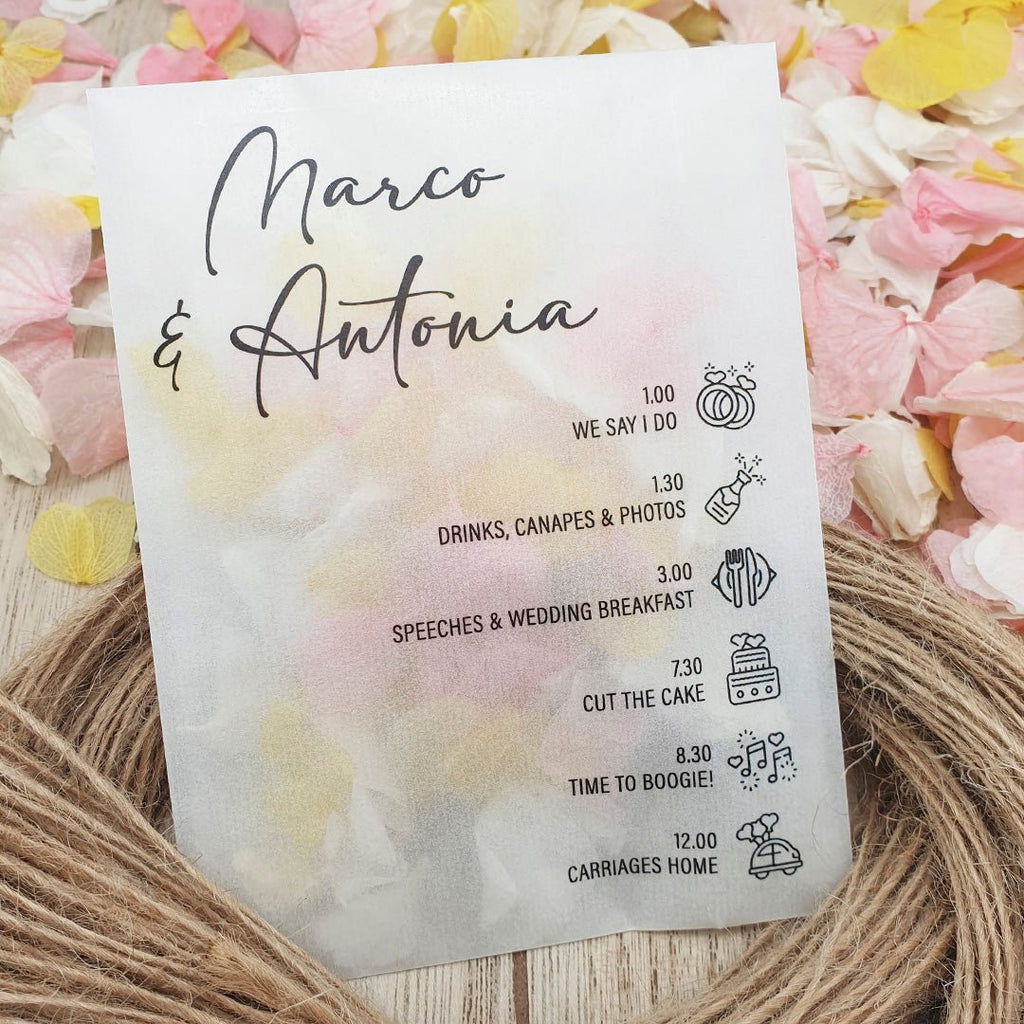 Marco
& Antonia
1.00
WE SAY I DO
1.30
DRINKS, CANAPES & PHOTOS
3.00
SPEECHES & WEDDING BREAKFAST
7.30
CUT THE CAKE
8.30
TIME TO BOOGIE!
12.00
CARRIAGES HOME